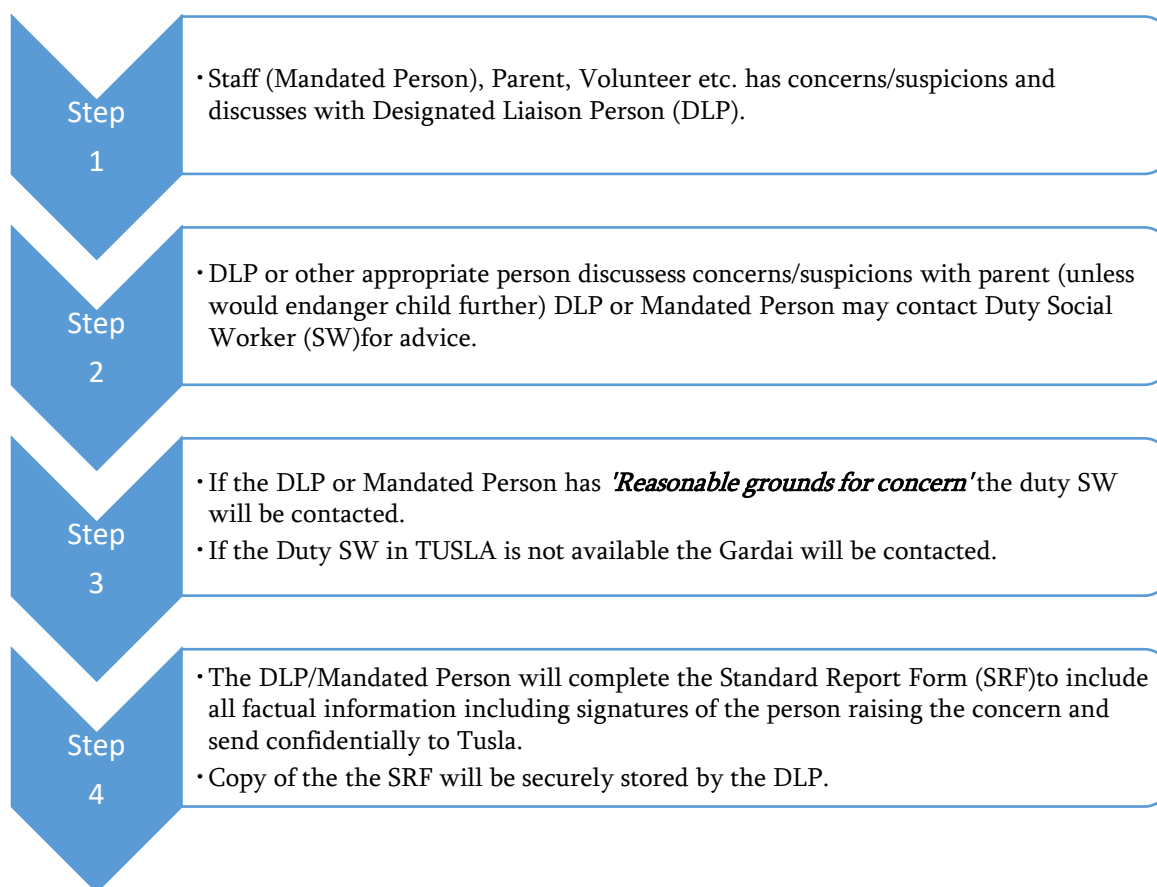 Step
1
· Staff (Mandated Person), Parent, Volunteer etc. has concerns/suspicions and
discusses with Designated Liaison Person (DLP).
Step
2
· DLP or other appropriate person discussess concerns/suspicions with parent (unless
would endanger child further) DLP or Mandated Person may contact Duty Social
Worker (SW)for advice.
Step
3
· If the DLP or Mandated Person has 'Reasonable grounds for concern' the duty SW
will be contacted.
· If the Duty SW in TUSLA is not available the Gardai will be contacted.
Step
4
· The DLP/Mandated Person will complete the Standard Report Form (SRF)to include
all factual information including signatures of the person raising the concern and
send confidentially to Tusla.
· Copy of the the SRF will be securely stored by the DLP.